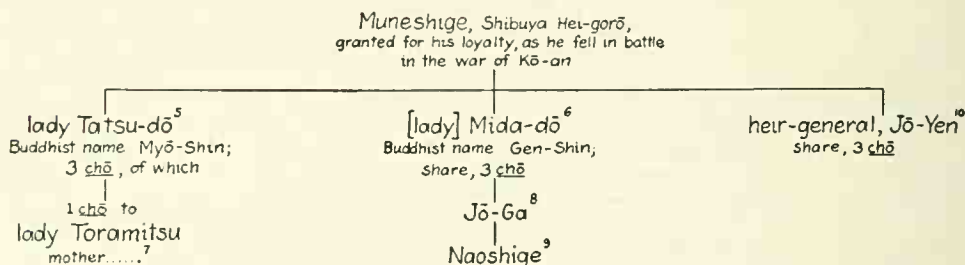 Muneshige, Shibuya Hei-gorō,
granted for his loyalty, as he fell in battle
in the war of Kō-an
lady Tatsu-dō⁵
Buddhist name Myō-Shin;
3 chō, of which
1 chō to
lady Toramitsu
mother......⁷
[lady] Mida-dō⁶
Buddhist name Gen-Shin;
share, 3 chō
Jō-Ga⁸
Naoshige⁹
heir-general, Jō-Yen¹⁰
share, 3 chō